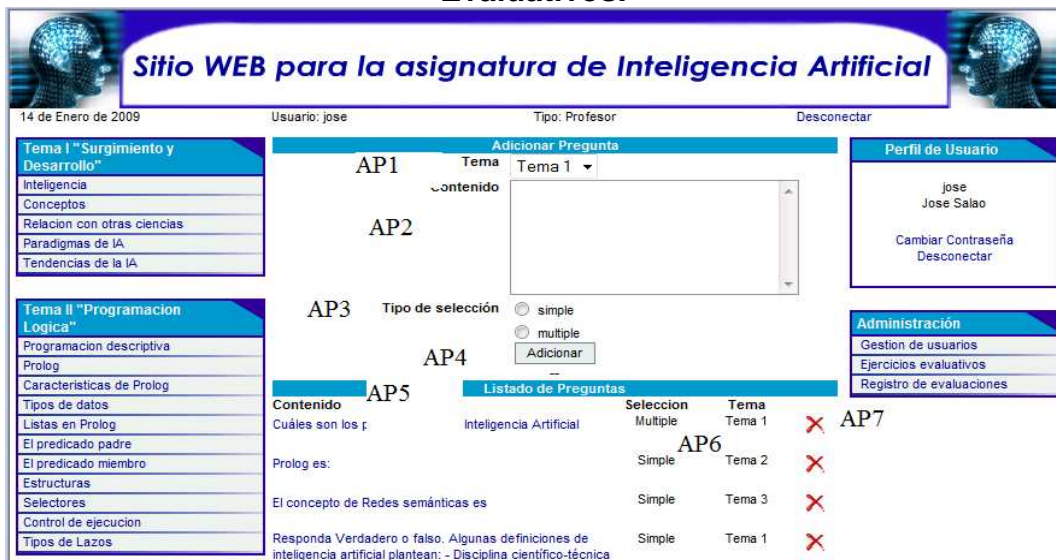 Sitio WEB para la asignatura de Inteligencia Artificial
14 de Enero de 2009 Usuario: jose Tipo: Profesor Desconectar
Tema I "Surgimiento y
Desarrollo"
Inteligencia
Conceptos
Relacion con otras ciencias
Paradigmas de IA
Tendencias de la IA
Tema II "Programacion
Logica"
Programacion descriptiva
Prolog
Caracteristicas de Prolog
Tipos de datos
Listas en Prolog
El predicado padre
El predicado miembro
Estructuras
Selectores
Control de ejecucion
Tipos de Lazos
Adicionar Pregunta
AP1 Tema Tema 1
AP2
AP3 Tipo de selección simple
multiple
AP4 Adicionar
AP5 Listado de Preguntas
Contenido Seleccion Tema
Cuáles son los Inteligencia Artificial Multiple Tema 1 AP7
AP6
Prolog es: Simple Tema 2
El concepto de Redes semánticas es Simple Tema 3
Responda Verdadero o falso. Algunas definiciones de Simple Tema 1
inteligencia artificial plantean: - Disciplina científico-técnica
Perfil de Usuario
jose
Jose Salao
Cambiar Contraseña
Desconectar
Administración
Gestion de usuarios
Ejercicios evaluativos
Registro de evaluaciones